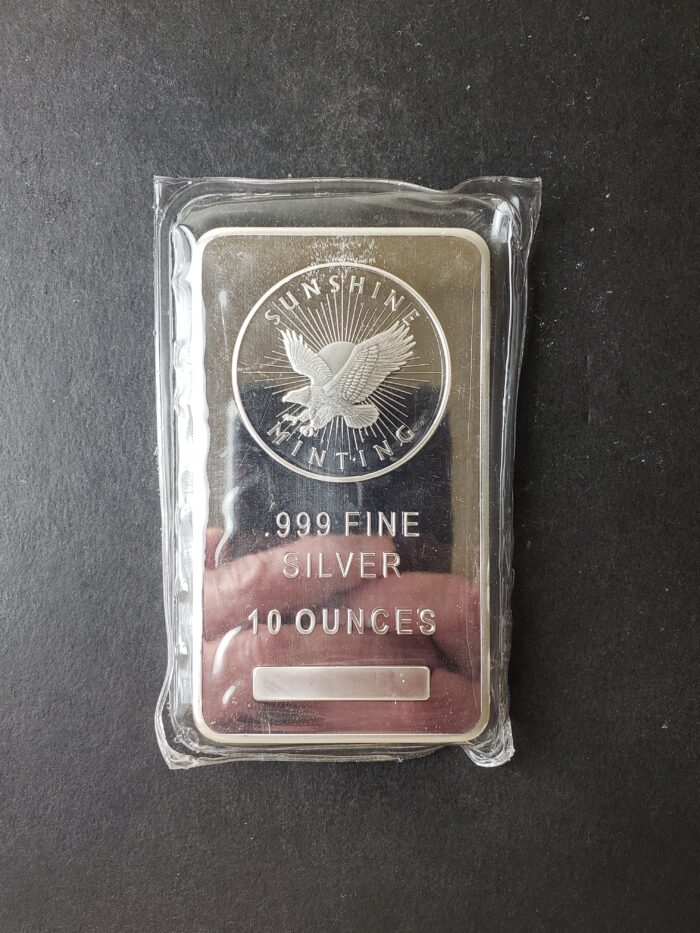 SUNSHINE
MINTING
.999 FINE
SILVER
10 OUNCES